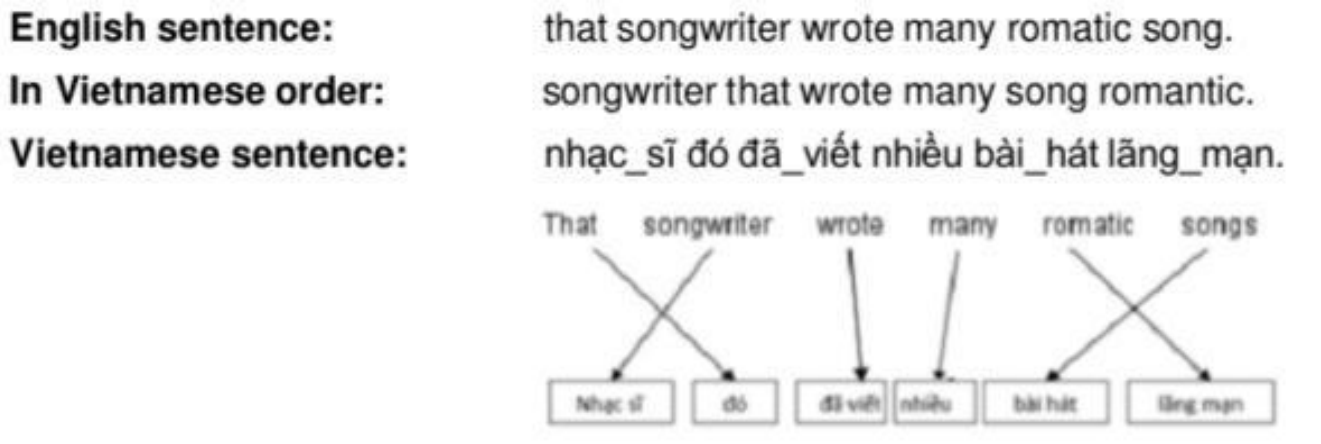 English sentence: that songwriter wrote many romatic song.
In Vietnamese order: songwriter that wrote many song romantic.
Vietnamese sentence: nhạc_sĩ đó đã_viết nhiều bài_hát lãng_mạn.
That songwriter wrote many romatic songs
Nhạc sĩ đó đã viết nhiều bài hát lãng mạn